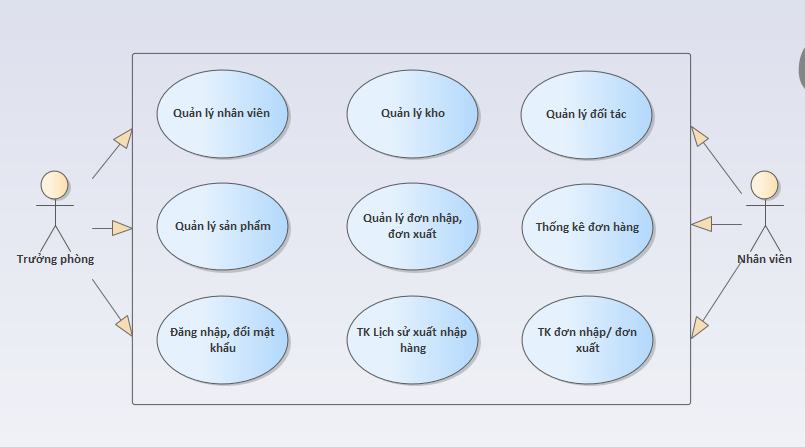 Quản lý nhân viên
Quản lý kho
Quản lý đối tác
Quản lý sản phẩm
Quản lý đơn nhập,
đơn xuất
Thống kê đơn hàng
Trưởng phòng
Nhân viên
Đăng nhập, đổi mật
khẩu
TK Lịch sử xuất nhập
hàng
TK đơn nhập/ đơn
xuất